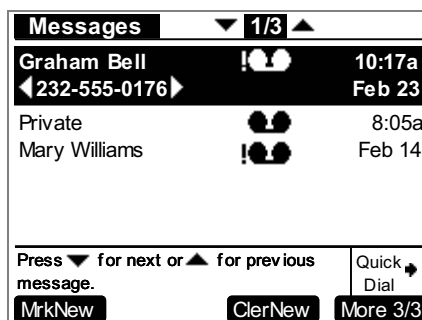 Messages 1/3
Graham Bell 10:17a
232-555-0176 Feb 23
Private 8:05a
Mary Williams Feb 14
Press for next or for previous
message.
Quick
Dial
MrkNew ClerNew More 3/3